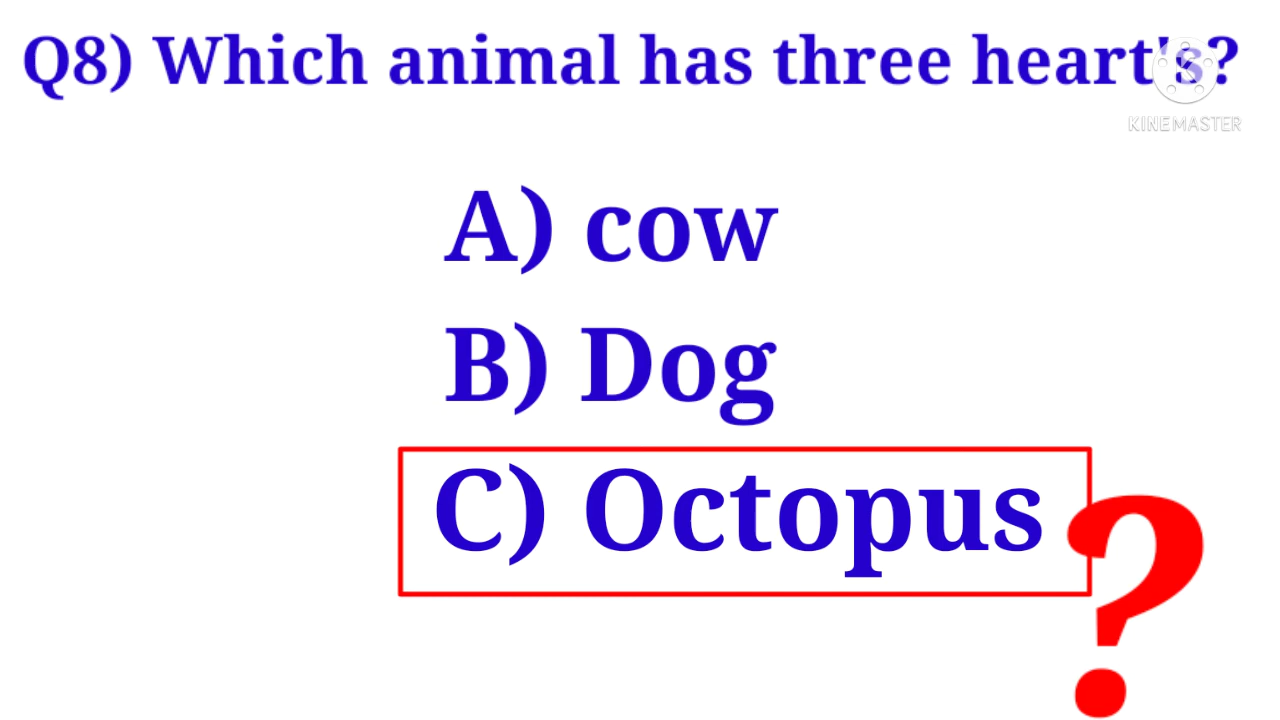 Q8) Which animal has three heart's?
KINEMASTER
A) cow
B) Dog
C) Octopus
?